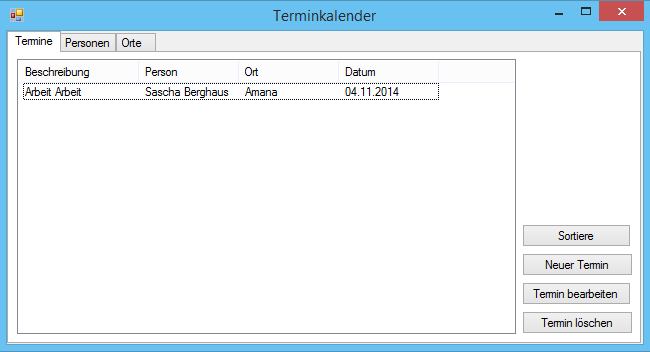 Terminkalender
Termine Personen Orte
Beschreibung Person Ort Datum
Arbeit Arbeit Sascha Berghaus Amana 04.11.2014
Sortiere
Neuer Termin
Termin bearbeiten
Termin löschen